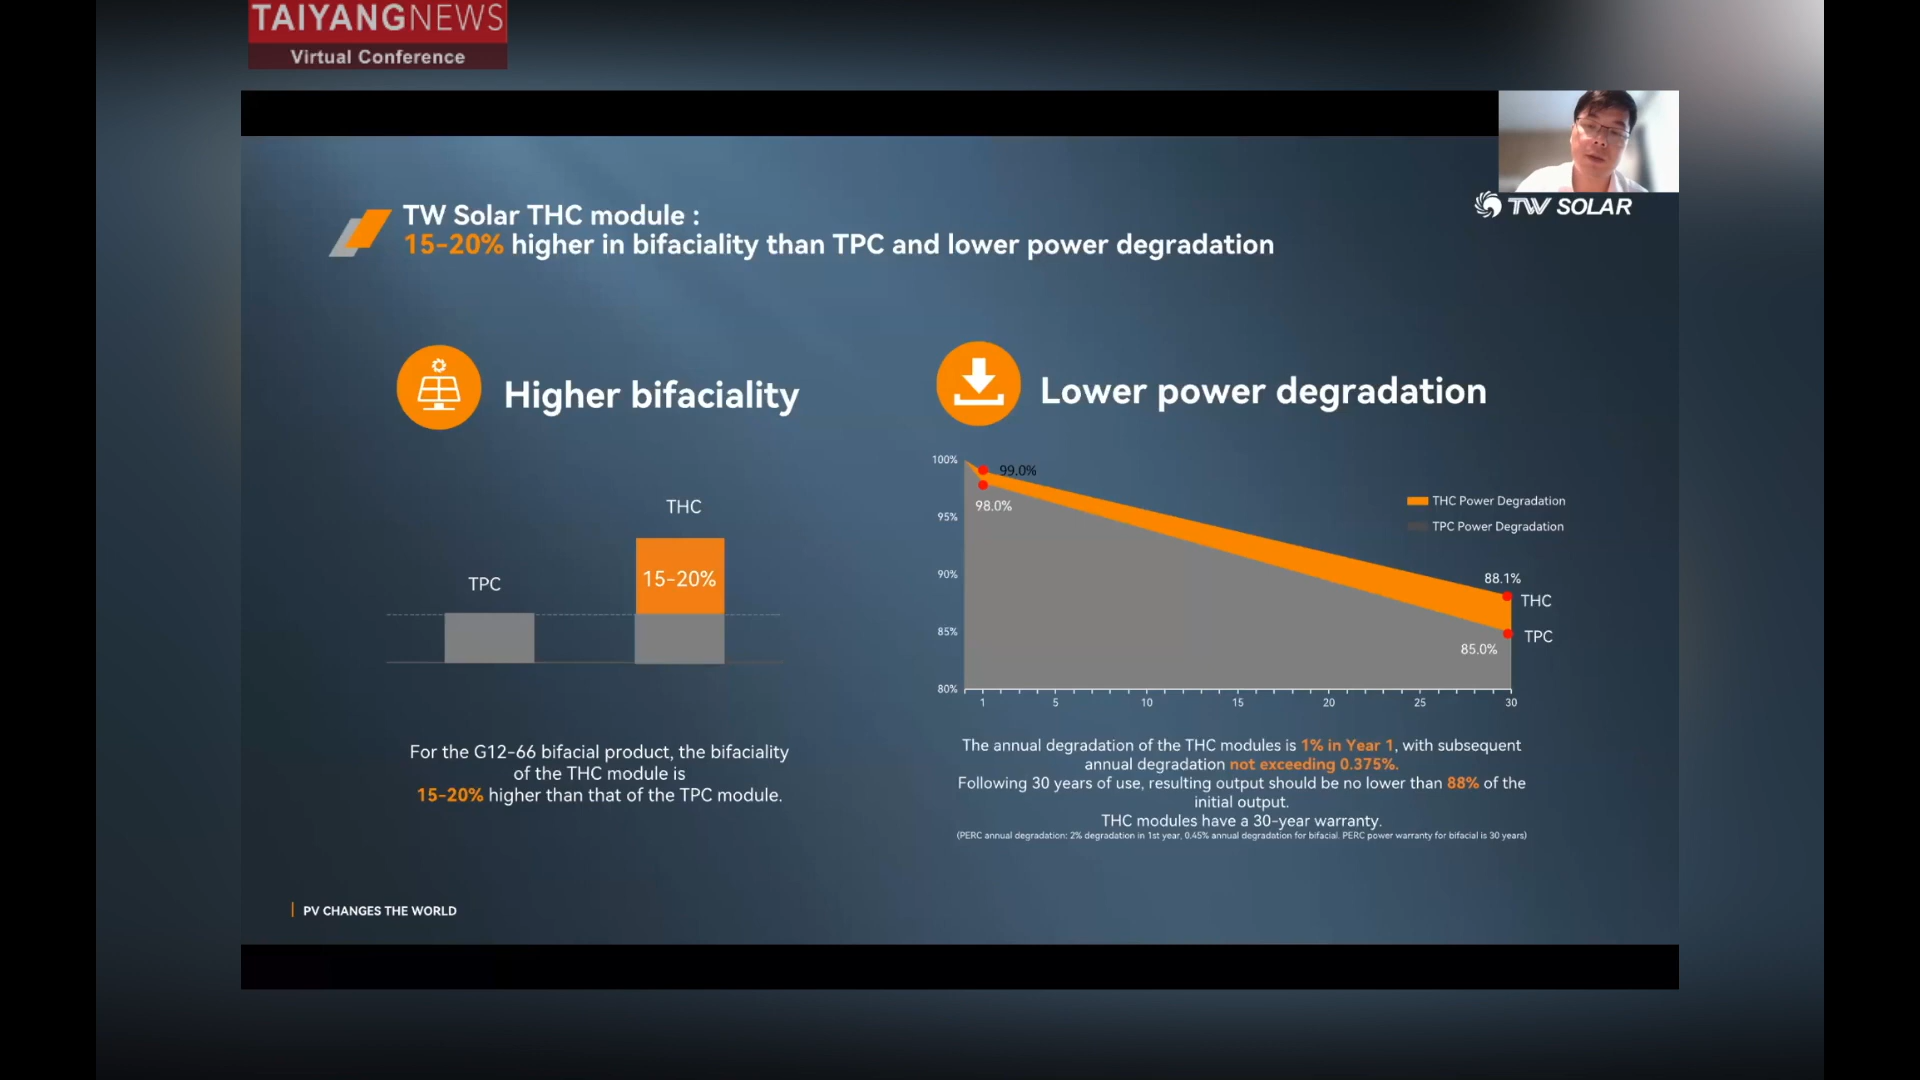 TAIYANGNEWS
Virtual Conference
TW SOLAR
TW Solar THC module :
15-20% higher in bifaciality than TPC and lower power degradation
Higher bifaciality
THC
15-20%
TPC
For the G12-66 bifacial product, the bifaciality
of the THC module is
15-20% higher than that of the TPC module.
Lower power degradation
100%
95%
90%
85%
80%
99.0%
98.0%
THC Power Degradation
TPC Power Degradation
88.1%
THC
TPC
85.0%
1 5 10 15 20 25 30
The annual degradation of the THC modules is 1% in Year 1, with subsequent
annual degradation not exceeding 0.375%.
Following 30 years of use, resulting output should be no lower than 88% of the
initial output.
THC modules have a 30-year warranty.
(PERC annual degradation: 2% degradation in 1st year, 0.45% annual degradation for bifacial. PERC power warranty for bifacial is 30 years)
PV CHANGES THE WORLD